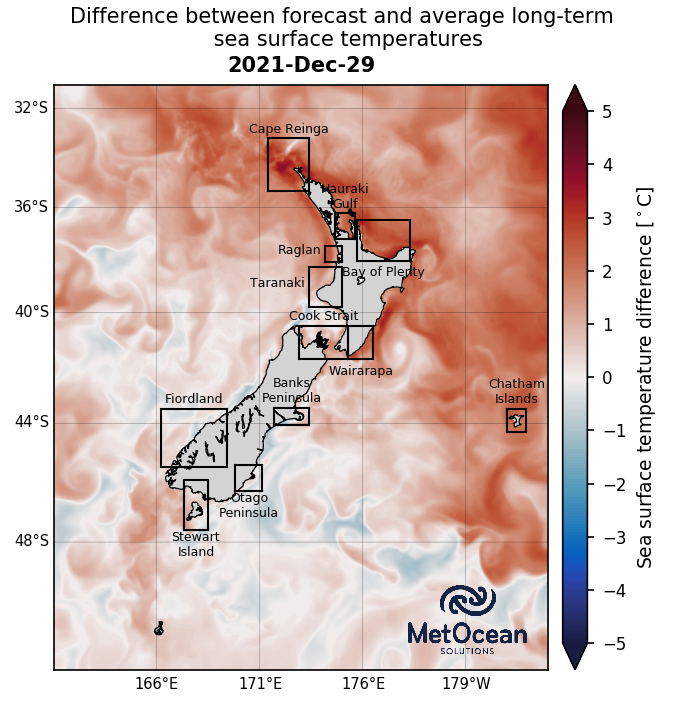 Difference between forecast and average long-term
sea surface temperatures
2021-Dec-29
32°S
36°S
40°S
44°S
48°S
Cape Reinga
Hauraki
Gulf
Raglan
Bay of Plenty
Taranaki
Cook Strait
Wairarapa
Banks
Peninsula
Fiordland
Chatham
Islands
Otago
Peninsula
Stewart
Island
MetOcean
SOLUTIONS
166°E
171°E
176°E
179°W
5
4
3
2
1
0
−1
−2
−3
−4
−5
Sea surface temperature difference [°C]